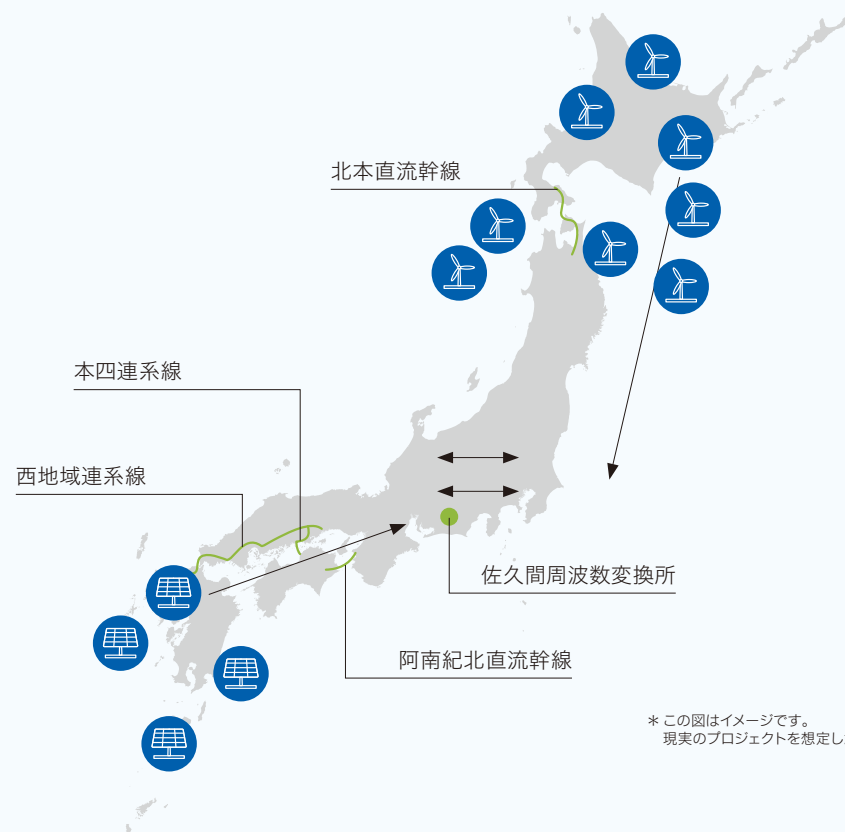 北本直流幹線
本四連系線
西地域連系線
佐久間周波数変換所
阿南紀北直流幹線
＊この図はイメージです。
現実のプロジェクトを想定し